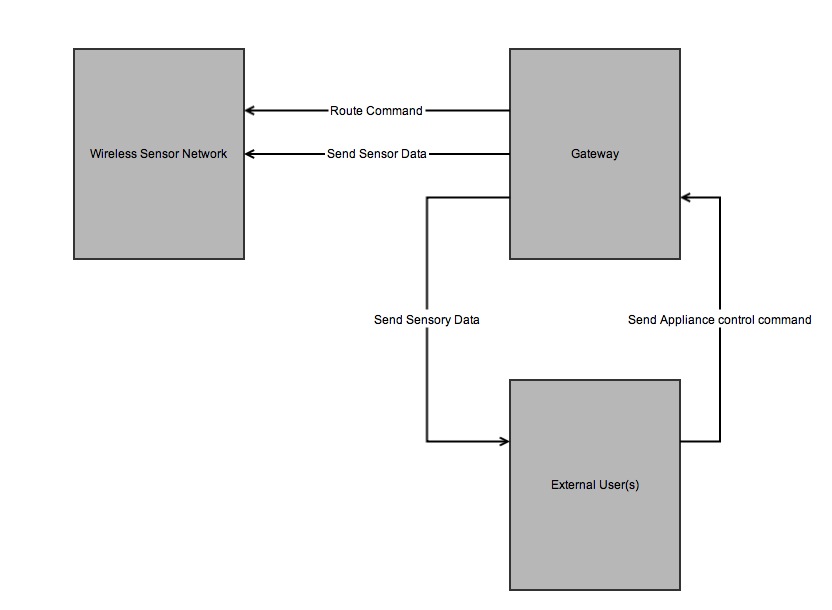 Route Command
Wireless Sensor Network
Send Sensor Data
Gateway
Send Sensory Data
Send Appliance control command
External User(s)